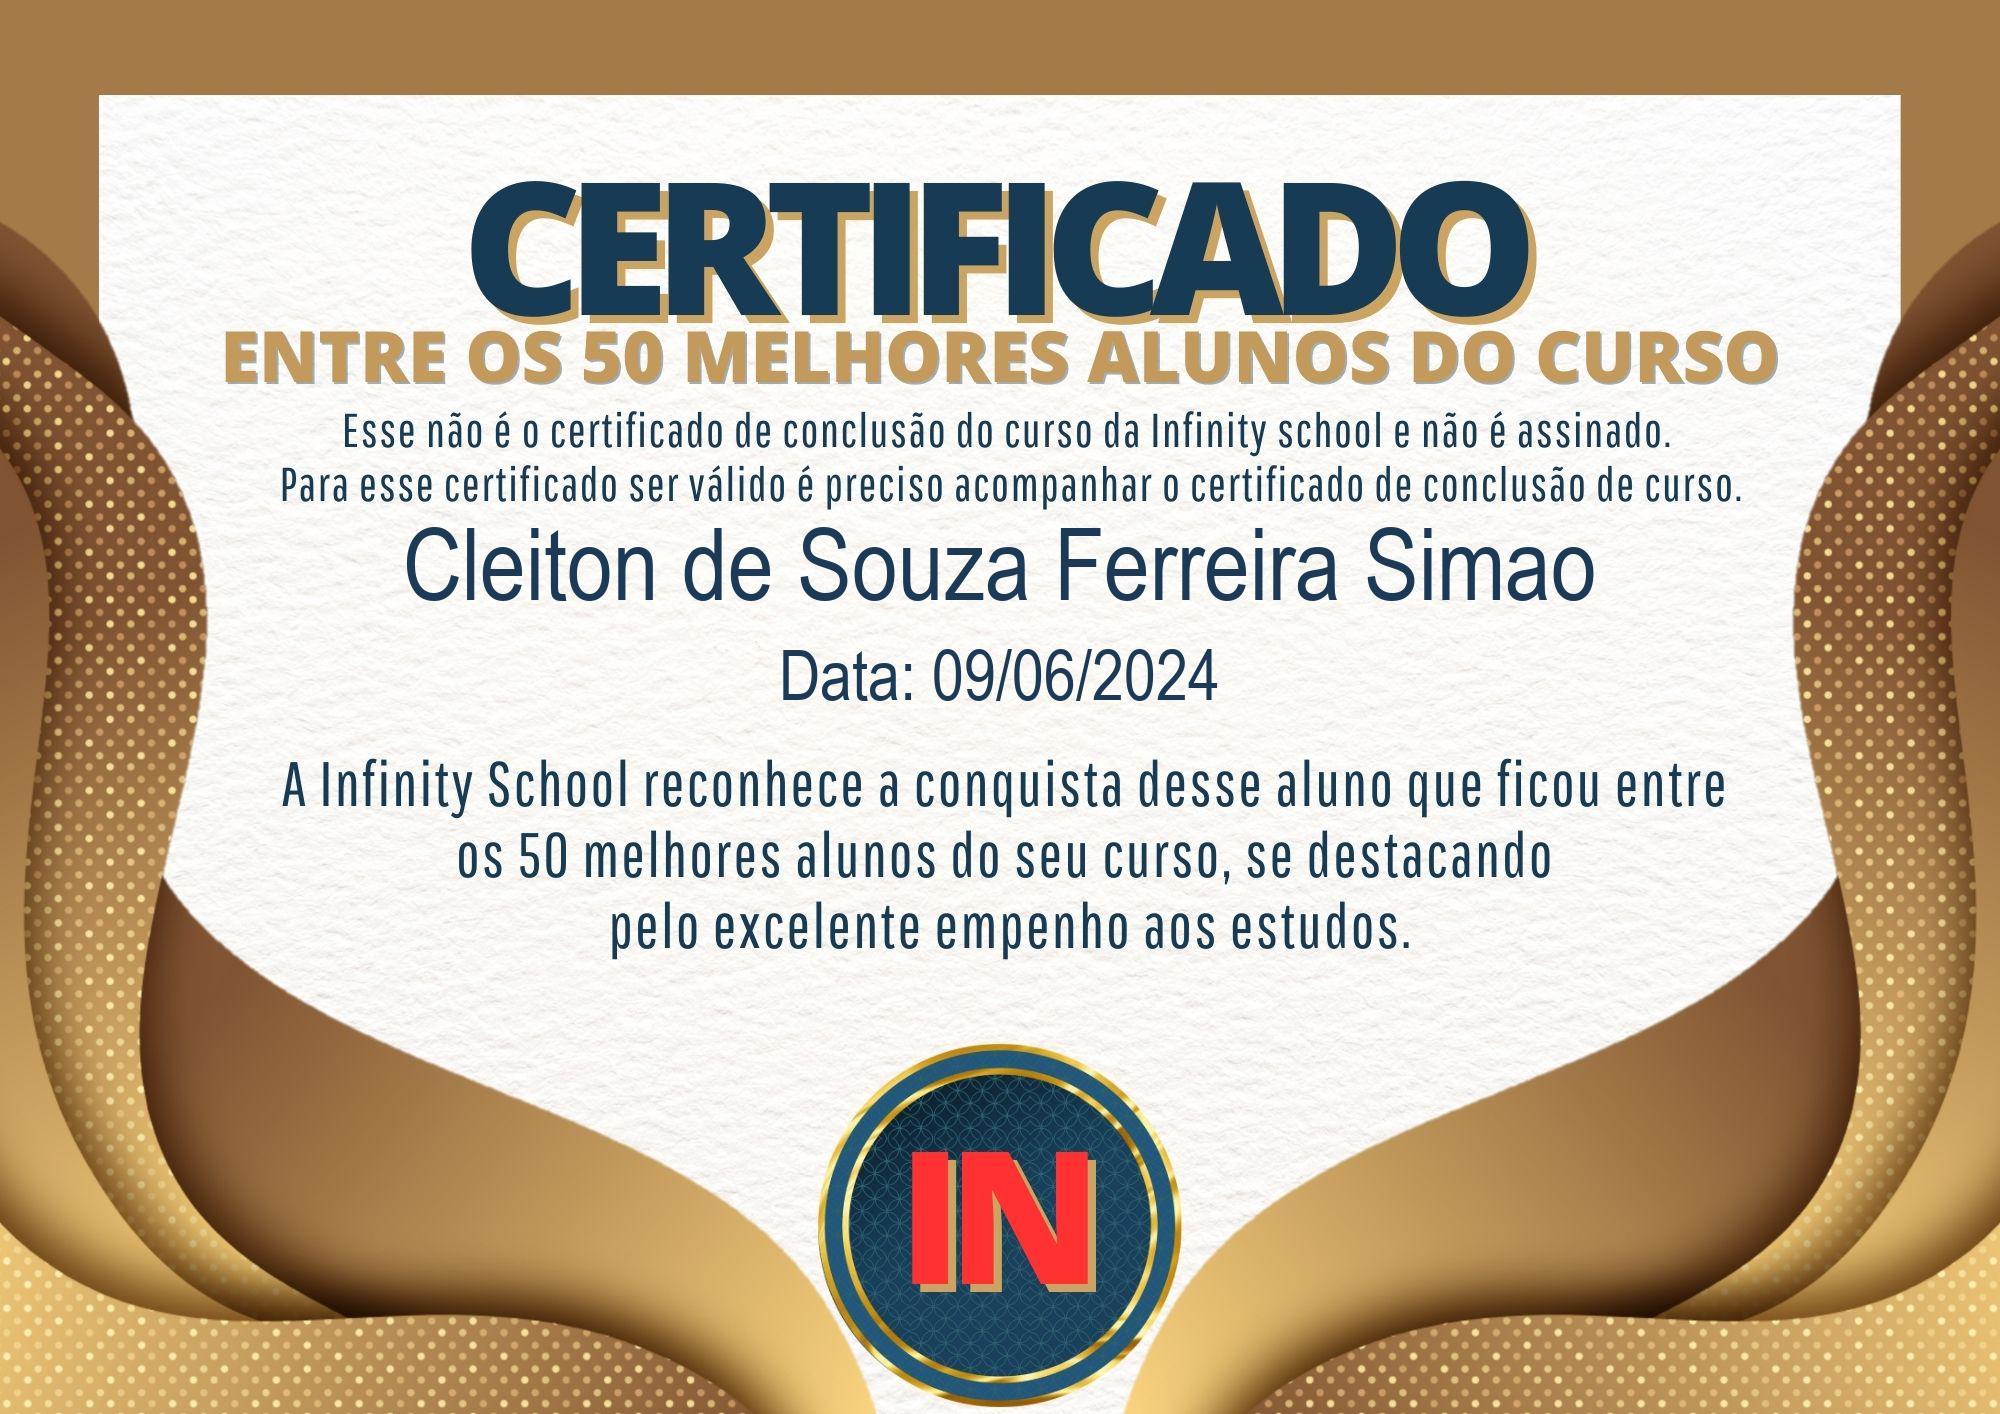 CERTIFICADO
ENTRE OS 50 MELHORES ALUNOS DO CURSO
Esse não é o certificado de conclusão do curso da Infinity school e não é assinado.
Para esse certificado ser válido é preciso acompanhar o certificado de conclusão de curso.
Cleiton de Souza Ferreira Simao
Data: 09/06/2024
A Infinity School reconhece a conquista desse aluno que ficou entre
os 50 melhores alunos do seu curso, se destacando
pelo excelente empenho aos estudos.
IN